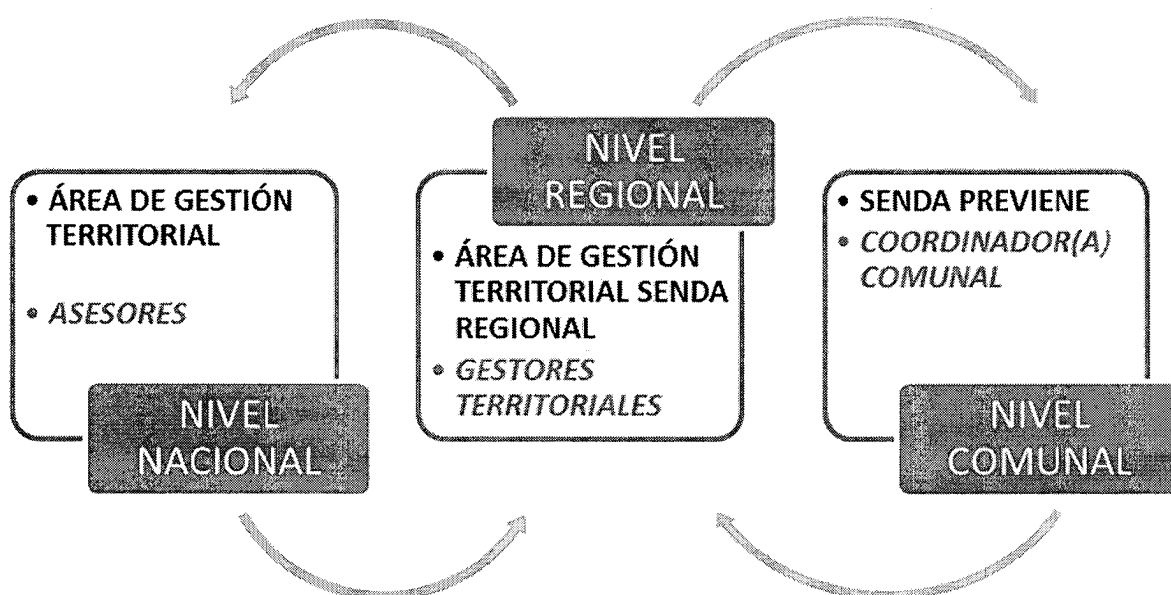 • ÁREA DE GESTIÓN
TERRITORIAL
• ASESORES
NIVEL
NACIONAL
NIVEL
REGIONAL
• ÁREA DE GESTIÓN
TERRITORIAL SENDA
REGIONAL
• GESTORES
TERRITORIALES
• SENDA PREVIENE
• COORDINADOR(A)
COMUNAL
NIVEL
COMUNAL